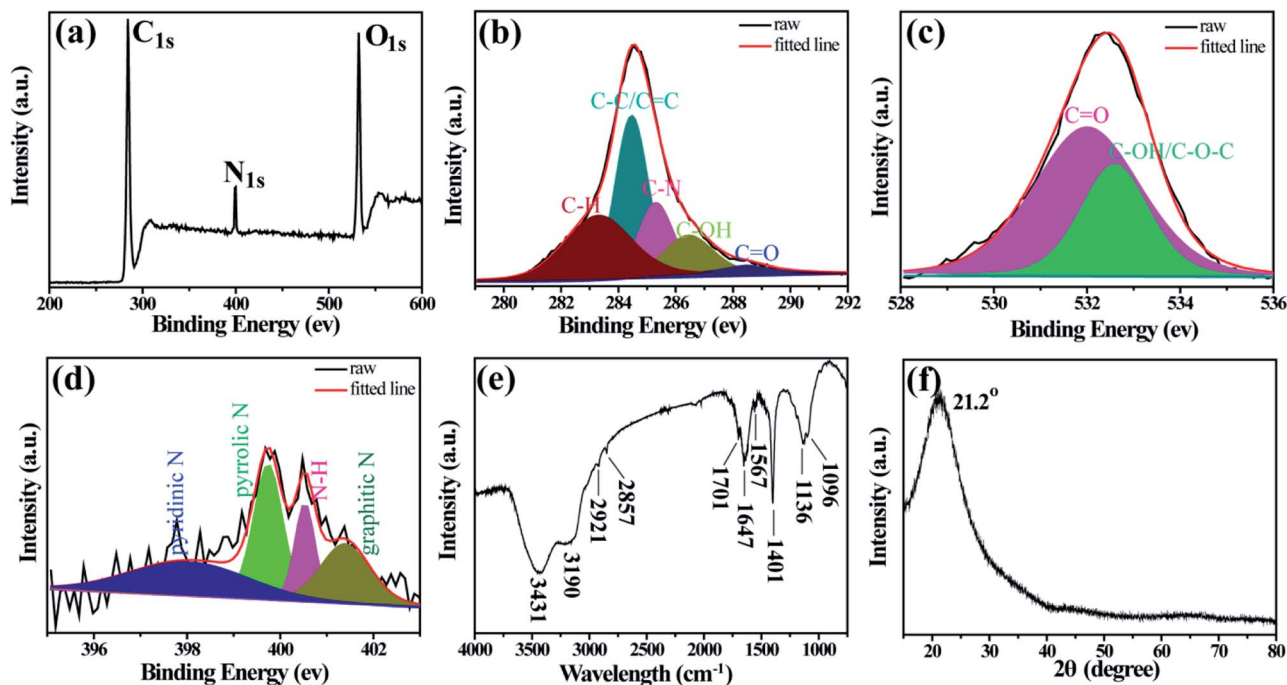 (a)
C1s
O1s
N1s
Intensity (a.u.)
200 300 400 500 600
Binding Energy (ev)
(b)
raw
fitted line
C-C/C=C
C-N
C-H
C-OH
C=O
Intensity (a.u.)
280 282 284 286 288 290 292
Binding Energy (ev)
(c)
raw
fitted line
C=O
C-OH/C-O-C
Intensity (a.u.)
528 530 532 534 536
Binding Energy (ev)
(d)
raw
fitted line
pyridinic N
pyrrolic N
N-H
graphitic N
Intensity (a.u.)
396 398 400 402
Binding Energy (ev)
(e)
3431
3190
2921
2857
1701
1647
1567
1401
1136
1096
Intensity (a.u.)
4000 3500 3000 2500 2000 1500 1000
Wavelength (cm-1)
(f)
21.2°
Intensity (a.u.)
20 30 40 50 60 70 80
2θ (degree)